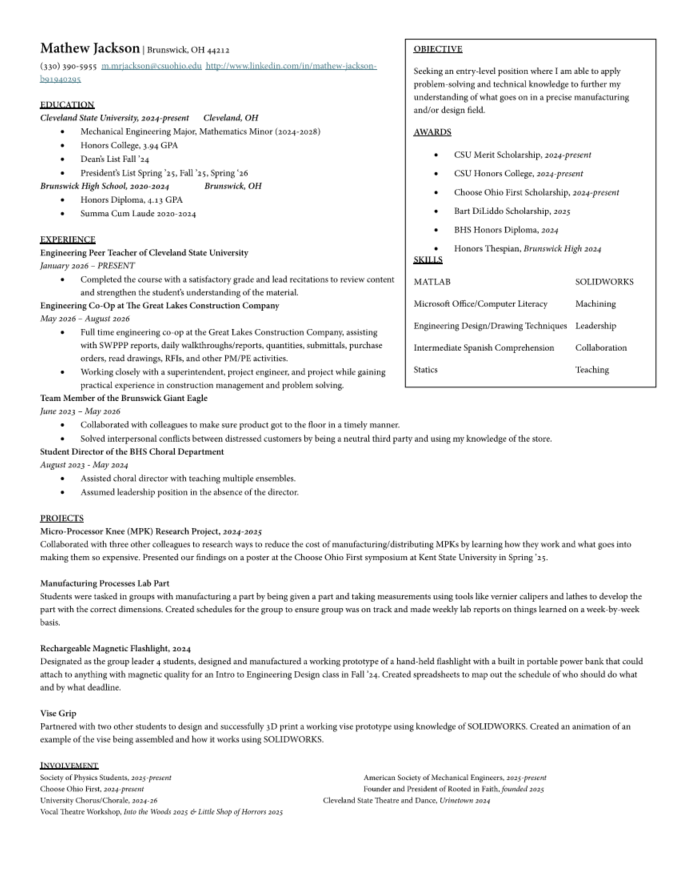 Mathew Jackson | Brunswick, OH 44212
(330) 390-5955 m.mrjackson@csuohio.edu http://www.linkedin.com/in/mathew-jackson-
b91940295
EDUCATION
Cleveland State University, 2024-present Cleveland, OH
• Mechanical Engineering Major, Mathematics Minor (2024-2028)
• Honors College, 3.94 GPA
• Dean's List Fall '24
• President's List Spring '25, Fall '25, Spring '26
Brunswick High School, 2020-2024 Brunswick, OH
• Honors Diploma, 4.13 GPA
• Summa Cum Laude 2020-2024
EXPERIENCE
Engineering Peer Teacher of Cleveland State University
January 2026 – PRESENT
• Completed the course with a satisfactory grade and lead recitations to review content
and strengthen the student's understanding of the material.
Engineering Co-Op at The Great Lakes Construction Company
May 2026 – August 2026
• Full time engineering co-op at the Great Lakes Construction Company, assisting
with SWPPP reports, daily walkthroughs/reports, quantities, submittals, purchase
orders, read drawings, RFIs, and other PM/PE activities.
• Working closely with a superintendent, project engineer, and project while gaining
practical experience in construction management and problem solving.
Team Member of the Brunswick Giant Eagle
June 2023 – May 2026
• Collaborated with colleagues to make sure product got to the floor in a timely manner.
• Solved interpersonal conflicts between distressed customers by being a neutral third party and using my knowledge of the store.
Student Director of the BHS Choral Department
August 2023 - May 2024
• Assisted choral director with teaching multiple ensembles.
• Assumed leadership position in the absence of the director.
OBJECTIVE
Seeking an entry-level position where I am able to apply
problem-solving and technical knowledge to further my
understanding of what goes on in a precise manufacturing
and/or design field.
AWARDS
• CSU Merit Scholarship, 2024-present
• CSU Honors College, 2024-present
• Choose Ohio First Scholarship, 2024-present
• Bart DiLiddo Scholarship, 2025
• BHS Honors Diploma, 2024
• Honors Thespian, Brunswick High 2024
SKILLS
MATLAB SOLIDWORKS
Microsoft Office/Computer Literacy Machining
Engineering Design/Drawing Techniques Leadership
Intermediate Spanish Comprehension Collaboration
Statics Teaching
PROJECTS
Micro-Processor Knee (MPK) Research Project, 2024-2025
Collaborated with three other colleagues to research ways to reduce the cost of manufacturing/distributing MPKs by learning how they work and what goes into
making them so expensive. Presented our findings on a poster at the Choose Ohio First symposium at Kent State University in Spring '25.
Manufacturing Processes Lab Part
Students were tasked in groups with manufacturing a part by being given a part and taking measurements using tools like vernier calipers and lathes to develop the
part with the correct dimensions. Created schedules for the group to ensure group was on track and made weekly lab reports on things learned on a week-by-week
basis.
Rechargeable Magnetic Flashlight, 2024
Designated as the group leader 4 students, designed and manufactured a working prototype of a hand-held flashlight with a built in portable power bank that could
attach to anything with magnetic quality for an Intro to Engineering Design class in Fall '24. Created spreadsheets to map out the schedule of who should do what
and by what deadline.
Vise Grip
Partnered with two other students to design and successfully 3D print a working vise prototype using knowledge of SOLIDWORKS. Created an animation of an
example of the vise being assembled and how it works using SOLIDWORKS.
INVOLVEMENT
Society of Physics Students, 2025-present American Society of Mechanical Engineers, 2025-present
Choose Ohio First, 2024-present Founder and President of Rooted in Faith, founded 2025
University Chorus/Chorale, 2024-26 Cleveland State Theatre and Dance, Urinetown 2024
Vocal Theatre Workshop, Into the Woods 2025 & Little Shop of Horrors 2025